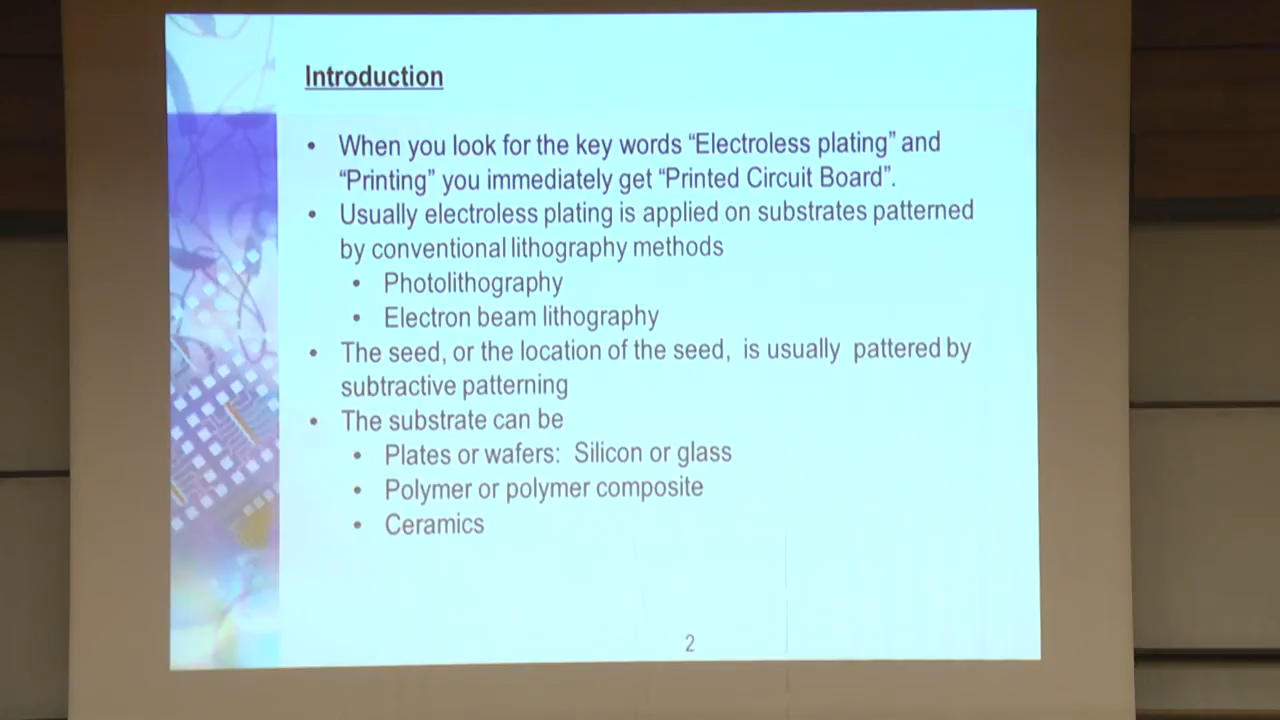 Introduction
• When you look for the key words “Electroless plating” and
“Printing” you immediately get “Printed Circuit Board”.
• Usually electroless plating is applied on substrates patterned
by conventional lithography methods
• Photolithography
• Electron beam lithography
• The seed, or the location of the seed, is usually pattered by
subtractive patterning
• The substrate can be
• Plates or wafers: Silicon or glass
• Polymer or polymer composite
• Ceramics
2